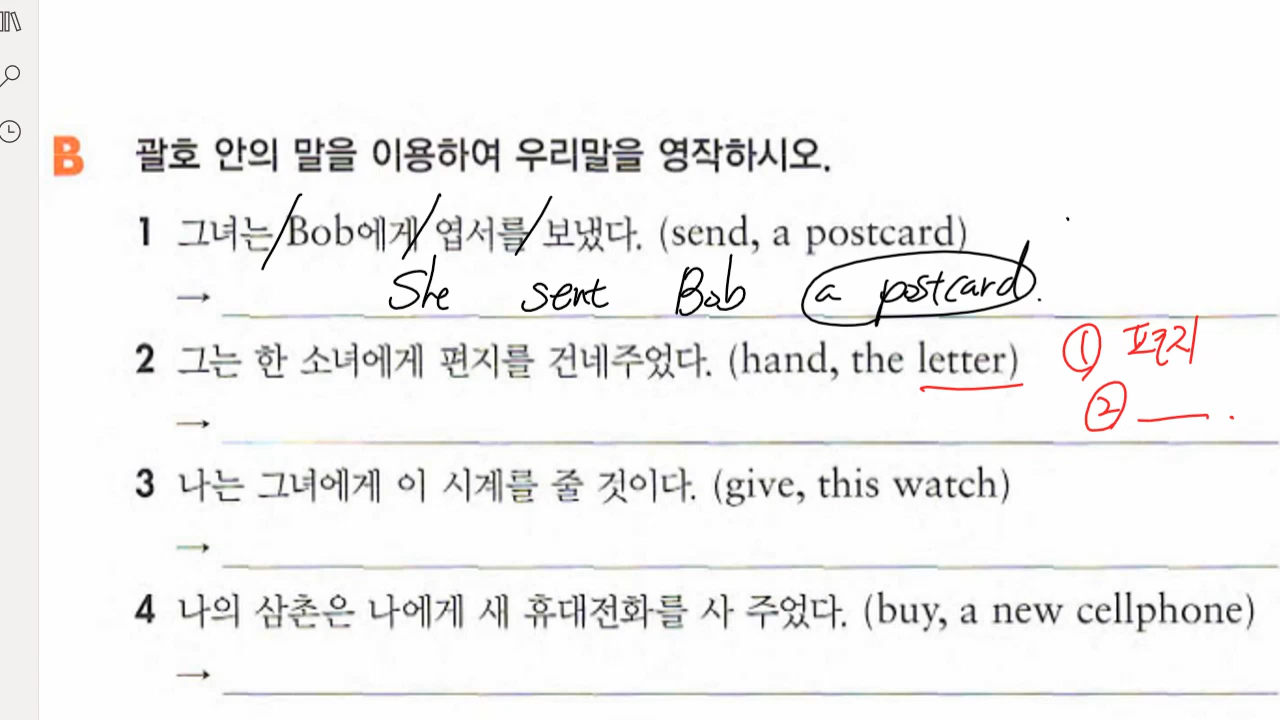 B 괄호 안의 말을 이용하여 우리말을 영작하시오.
1 그녀는/Bob에게/엽서를/보냈다. (send, a postcard)
→ She sent Bob a postcard.
2 그는 한 소녀에게 편지를 건네주었다. (hand, the letter)
① 편지
→
② ____.
3 나는 그녀에게 이 시계를 줄 것이다. (give, this watch)
→
4 나의 삼촌은 나에게 새 휴대전화를 사 주었다. (buy, a new cellphone)
→